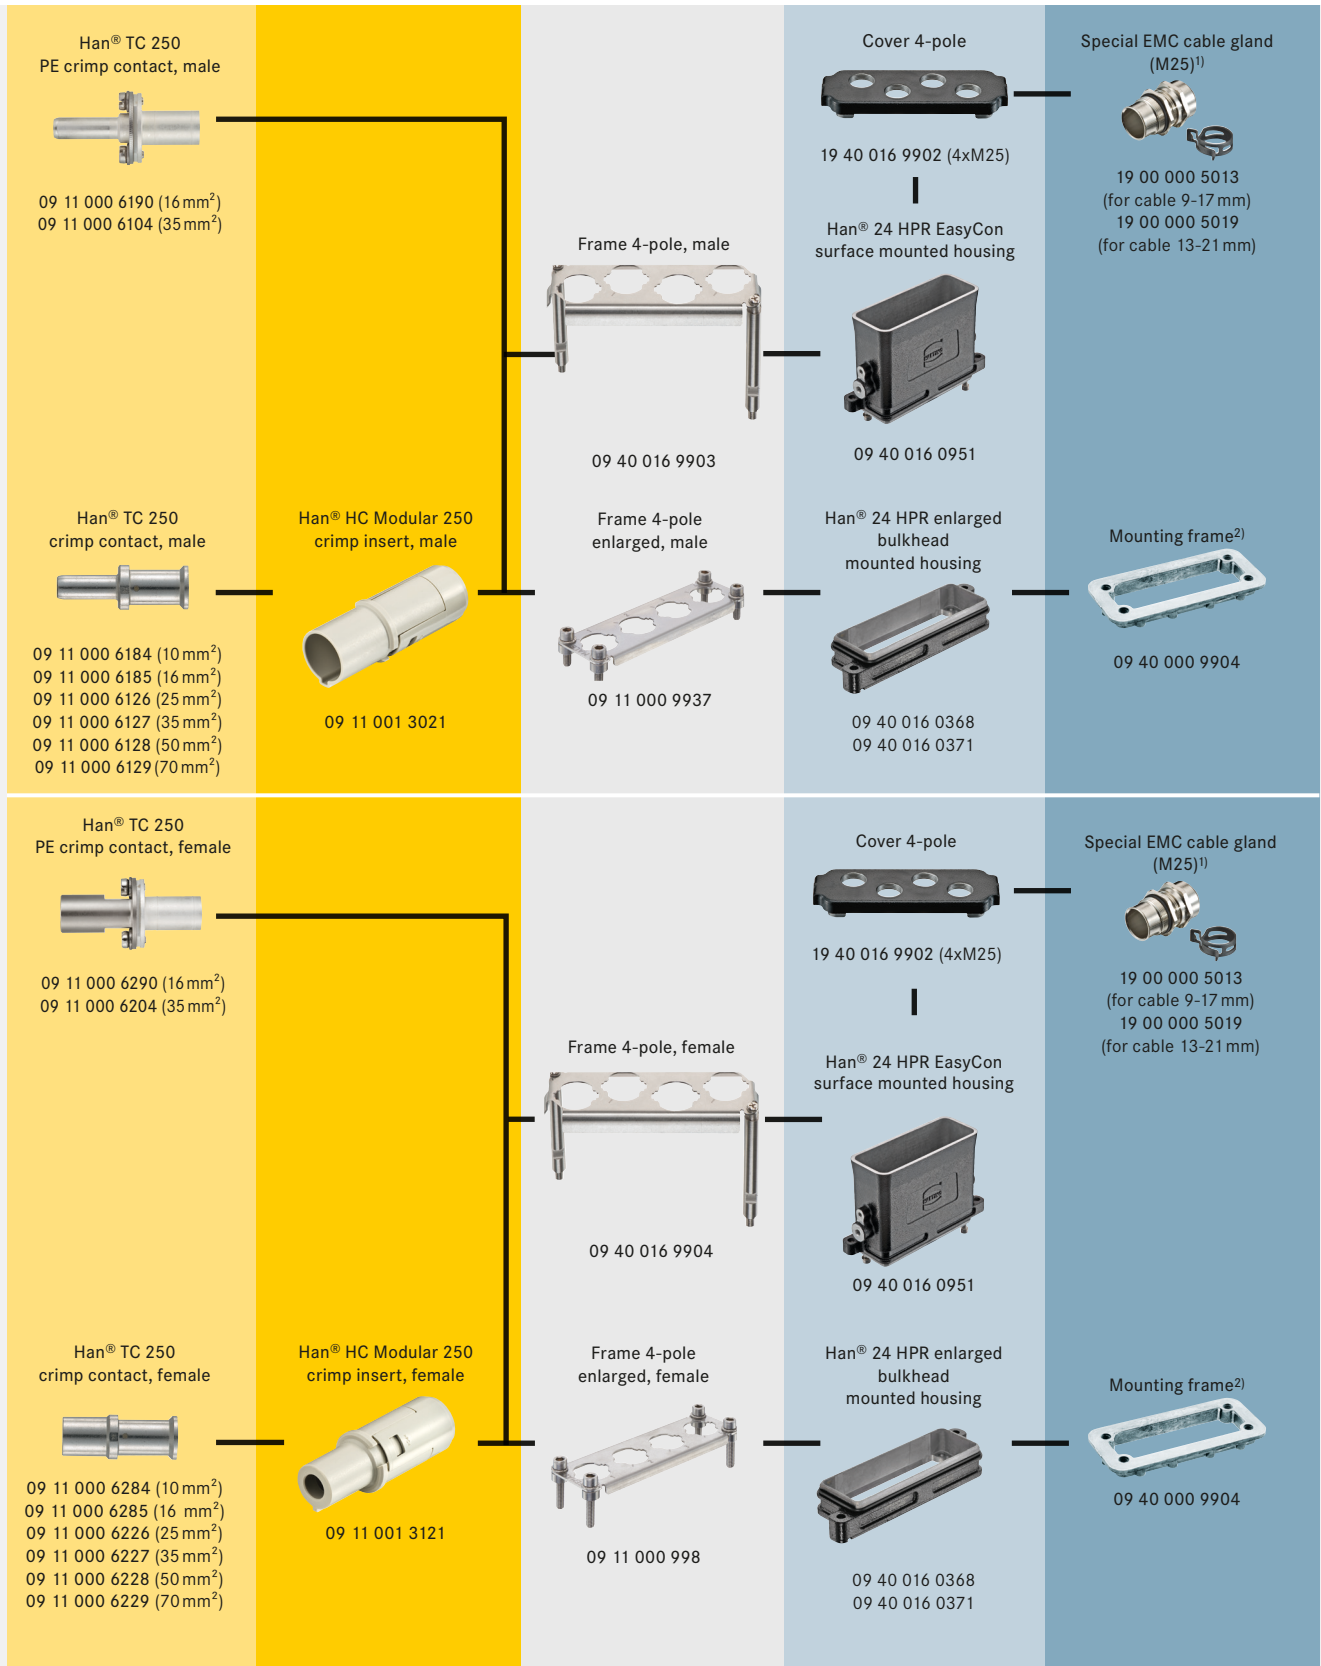 Han® TC 250
PE crimp contact, male
09 11 000 6190 (16 mm²)
09 11 000 6104 (35 mm²)
Cover 4-pole
19 40 016 9902 (4xM25)
Special EMC cable gland
(M25)¹⁾
19 00 000 5013
(for cable 9-17 mm)
19 00 000 5019
(for cable 13-21 mm)
Frame 4-pole, male
09 40 016 9903
Han® 24 HPR EasyCon
surface mounted housing
09 40 016 0951
Han® TC 250
crimp contact, male
09 11 000 6184 (10 mm²)
09 11 000 6185 (16 mm²)
09 11 000 6126 (25 mm²)
09 11 000 6127 (35 mm²)
09 11 000 6128 (50 mm²)
09 11 000 6129 (70 mm²)
Han® HC Modular 250
crimp insert, male
09 11 001 3021
Frame 4-pole
enlarged, male
09 11 000 9937
Han® 24 HPR enlarged
bulkhead
mounted housing
09 40 016 0368
09 40 016 0371
Mounting frame²⁾
09 40 000 9904
Han® TC 250
PE crimp contact, female
09 11 000 6290 (16 mm²)
09 11 000 6204 (35 mm²)
Cover 4-pole
19 40 016 9902 (4xM25)
Special EMC cable gland
(M25)¹⁾
19 00 000 5013
(for cable 9-17 mm)
19 00 000 5019
(for cable 13-21 mm)
Frame 4-pole, female
09 40 016 9904
Han® 24 HPR EasyCon
surface mounted housing
09 40 016 0951
Han® TC 250
crimp contact, female
09 11 000 6284 (10 mm²)
09 11 000 6285 (16 mm²)
09 11 000 6226 (25 mm²)
09 11 000 6227 (35 mm²)
09 11 000 6228 (50 mm²)
09 11 000 6229 (70 mm²)
Han® HC Modular 250
crimp insert, female
09 11 001 3121
Frame 4-pole
enlarged, female
09 11 000 998
Han® 24 HPR enlarged
bulkhead
mounted housing
09 40 016 0368
09 40 016 0371
Mounting frame²⁾
09 40 000 9904